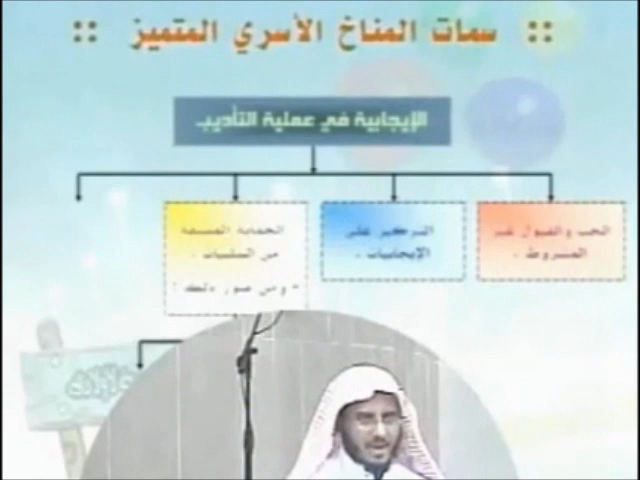 :: سمات المناخ الأسري المتميز ::
الإيجابية في عملية التأديب
الحب والقبول غير
المشروط .
التركيز على
الإيجابيات .
الحماية المسبقة
من السلبيات .
- ومن صور ذلك :